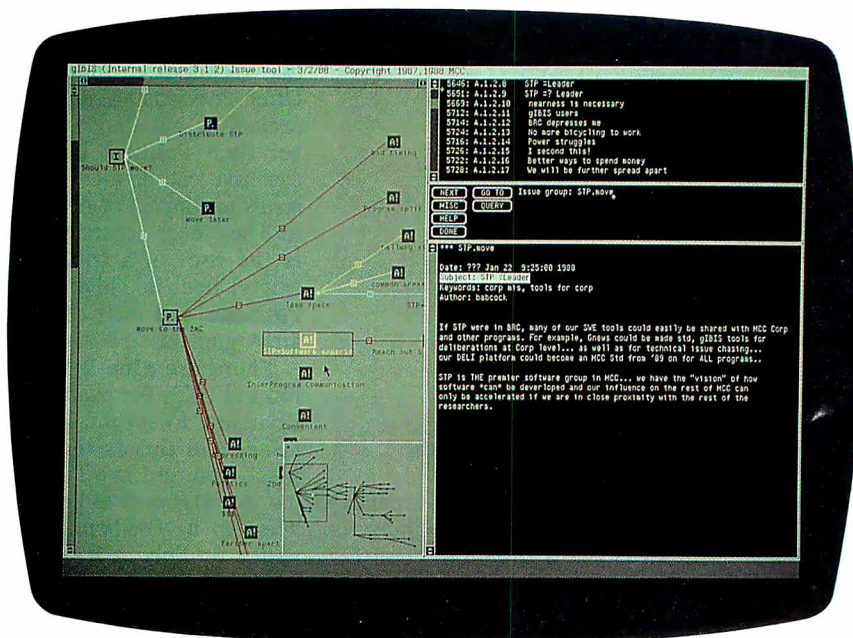 gIBIS (internal release 3.1.2) Issue tool - 3/2/88 - Copyright 1987,1988 MCC.
P.
Distribute STP
I
Should STP move?
A!
Bad timing
P.
move later
A!
Program split
A!
Hallway
A!
common areas
A!
less space
P.
move to the BRC
A!
Reach out
A!
InterProgram Communication
A!
Convenient
A!
A!
A!
A!
farther apart
5646: A.1.2.8 STP =Leader
5651: A.1.2.9 STP =? Leader
5669: A.1.2.10 nearness is necessary
5712: A.1.2.11 gIBIS users
5714: A.1.2.12 BRC depresses me
5724: A.1.2.13 No more bicycling to work
5716: A.1.2.14 Power struggles
5726: A.1.2.15 I second this!
5722: A.1.2.16 Better ways to spend money
5728: A.1.2.17 We will be further spread apart
NEXT GO TO Issue group: STP.move
MISC QUERY
HELP
DONE
*** STP.move
Date: ??? Jan 22 9:25:00 1988
Subject: STP =Leader
Keywords: corp mis, tools for corp
Author: babcock
If STP were in BRC, many of our SVE tools could easily be shared with MCC Corp
and other programs. For example, Gnews could be made std, gIBIS tools for
deliberations at Corp level... as well as for technical issue chasing...
our DELI platform could become an MCC Std from '89 on for ALL programs..
STP is THE premier software group in MCC... we have the "vision" of how
software *can* be developed and our influence on the rest of MCC can
only be accelerated if we are in close proximity with the rest of the
researchers.